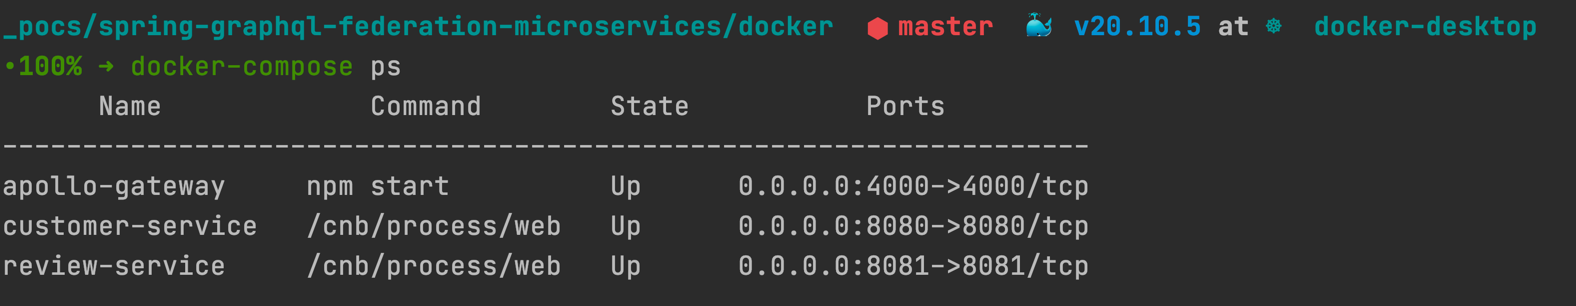 _pocs/spring-graphql-federation-microservices/docker master v20.10.5 at docker-desktop
•100% → docker-compose ps
Name Command State Ports
--------------------------------------------------------------------
apollo-gateway npm start Up 0.0.0.0:4000->4000/tcp
customer-service /cnb/process/web Up 0.0.0.0:8080->8080/tcp
review-service /cnb/process/web Up 0.0.0.0:8081->8081/tcp